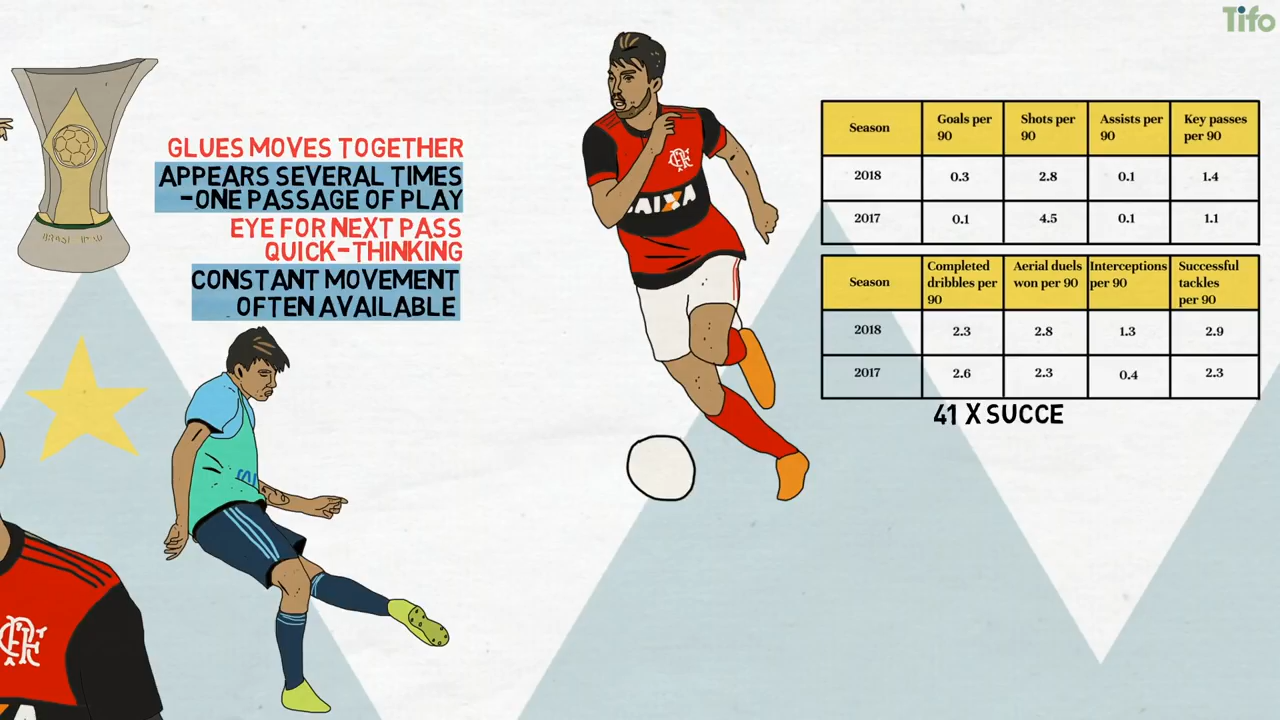 Tifo
GLUES MOVES TOGETHER
APPEARS SEVERAL TIMES
-ONE PASSAGE OF PLAY
EYE FOR NEXT PASS
QUICK-THINKING
CONSTANT MOVEMENT
OFTEN AVAILABLE
CAIXA
Season Goals per 90 Shots per 90 Assists per 90 Key passes per 90
2018 0.3 2.8 0.1 1.4
2017 0.1 4.5 0.1 1.1
Season Completed dribbles per 90 Aerial duels won per 90 Interceptions per 90 Successful tackles per 90
2018 2.3 2.8 1.3 2.9
2017 2.6 2.3 0.4 2.3
41 X SUCCE